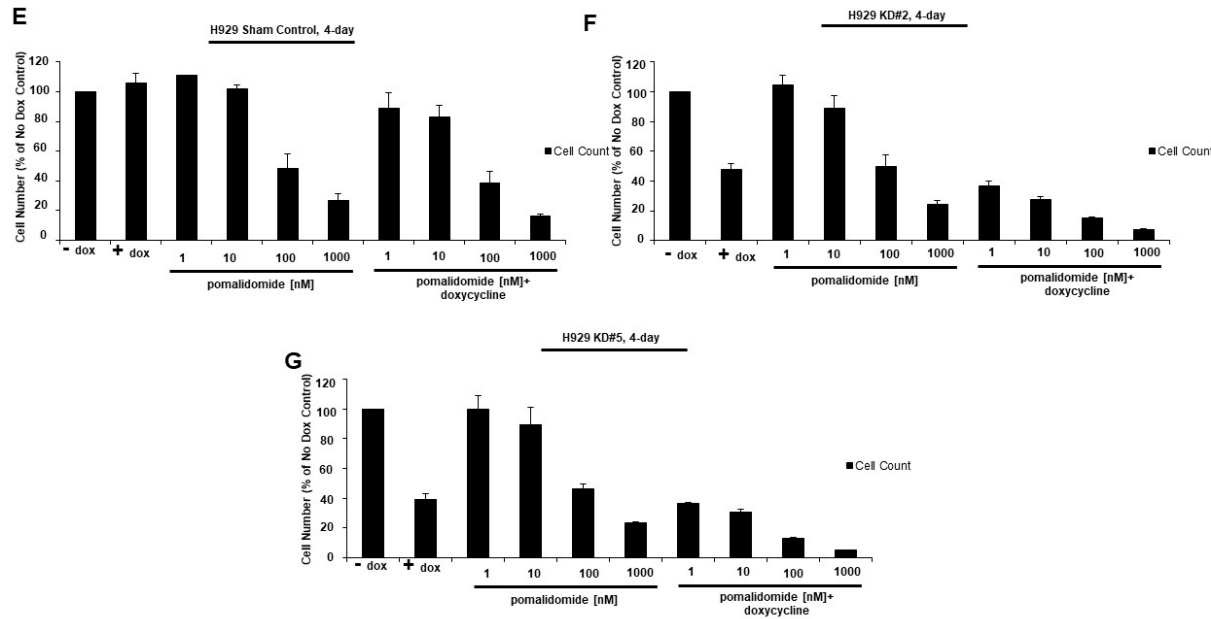 E
H929 Sham Control, 4-day
Cell Number (% of No Dox Control)
120
100
80
60
40
20
0
- dox
+ dox
1 10 100 1000
1 10 100 1000
pomalidomide [nM]
pomalidomide [nM]+
doxycycline
Cell Count
F
H929 KD#2, 4-day
Cell Number (% of No Dox Control)
120
100
80
60
40
20
0
- dox
+ dox
1 10 100 1000
1 10 100 1000
pomalidomide [nM]
pomalidomide [nM]+
doxycycline
Cell Count
G
H929 KD#5, 4-day
Cell Number (% of No Dox Control)
120
100
80
60
40
20
0
- dox
+ dox
1 10 100 1000
1 10 100 1000
pomalidomide [nM]
pomalidomide [nM]+
doxycycline
Cell Count